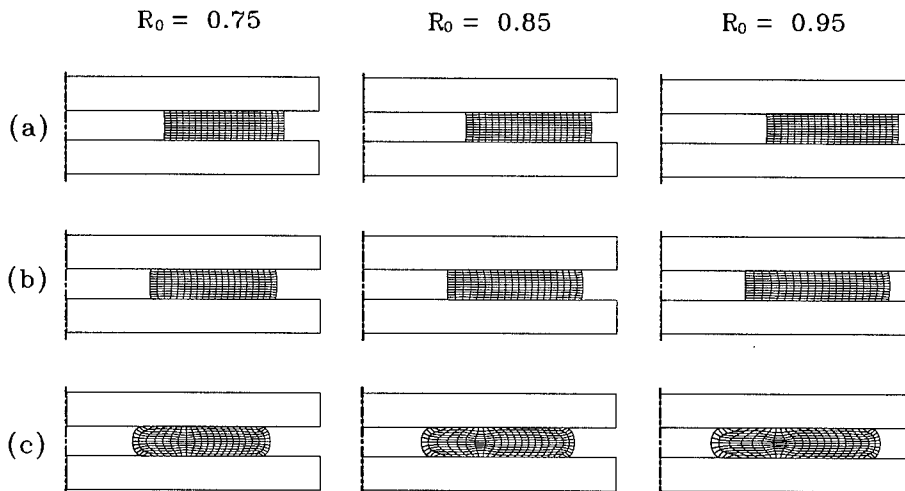 R₀ = 0.75 R₀ = 0.85 R₀ = 0.95
(a)
(b)
(c)